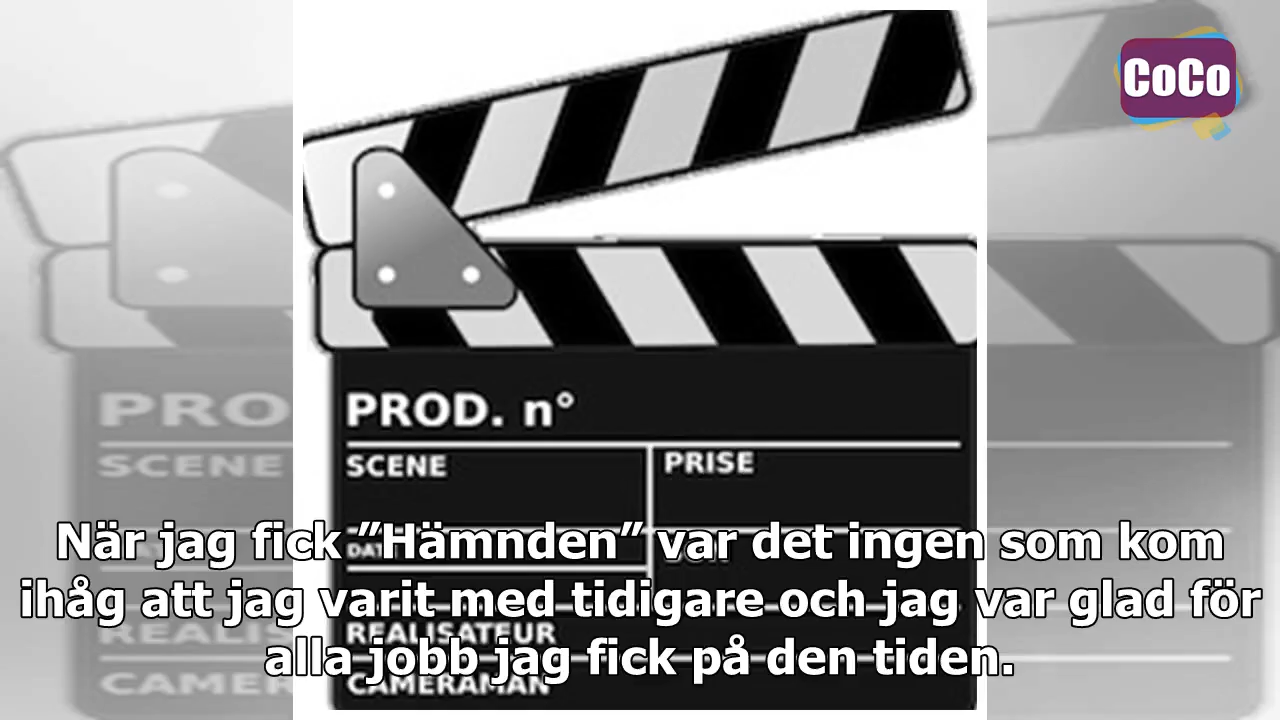 CoCo
PROD. n°
SCENE
PRISE
När jag fick ”Hämnden” var det ingen som kom
ihåg att jag varit med tidigare och jag var glad för
REALISATEUR
alla jobb jag fick på den tiden.
CAMERAMAN